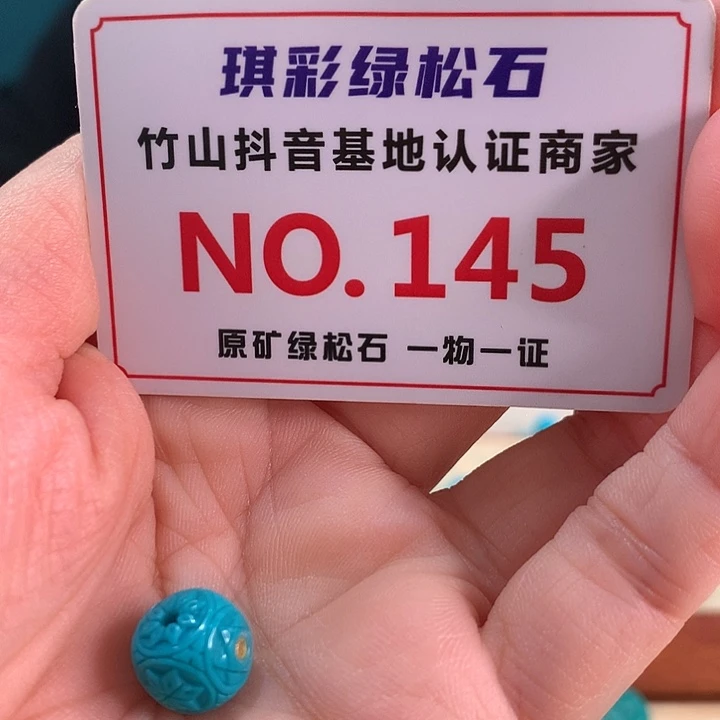 琪彩绿松石
竹山抖音基地认证商家
NO.145
原矿绿松石 一物一证